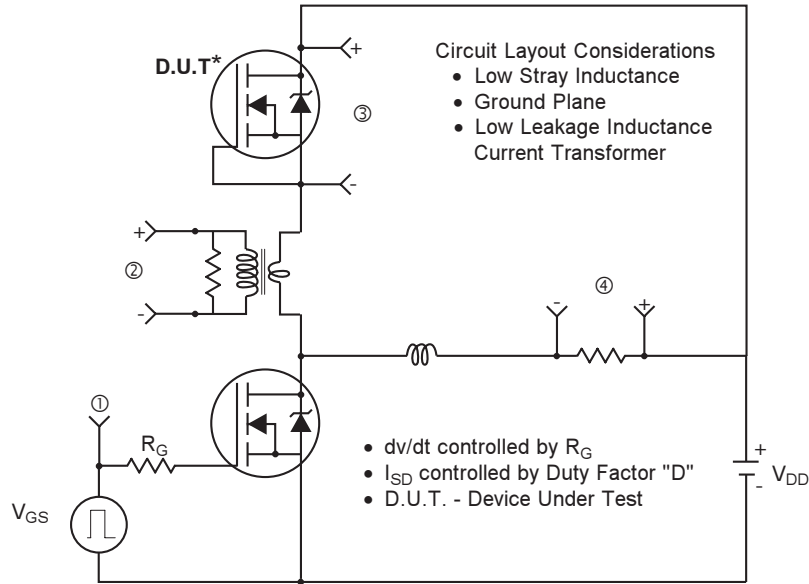 D.U.T*
+
③
-
Circuit Layout Considerations
• Low Stray Inductance
• Ground Plane
• Low Leakage Inductance
Current Transformer
+
②
-
④
-
+
①
RG
VGS
• dv/dt controlled by RG
• ISD controlled by Duty Factor "D"
• D.U.T. - Device Under Test
+
-
VDD